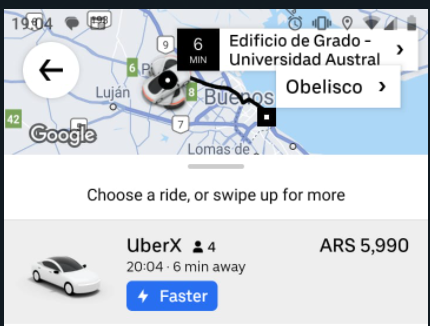 19:04
9
6
MIN
Edificio de Grado -
Universidad Austral
6
8
Luján
Buenos
Obelisco
42
7
Google
Lomas de
Choose a ride, or swipe up for more
UberX 4
ARS 5,990
20:04 · 6 min away
Faster